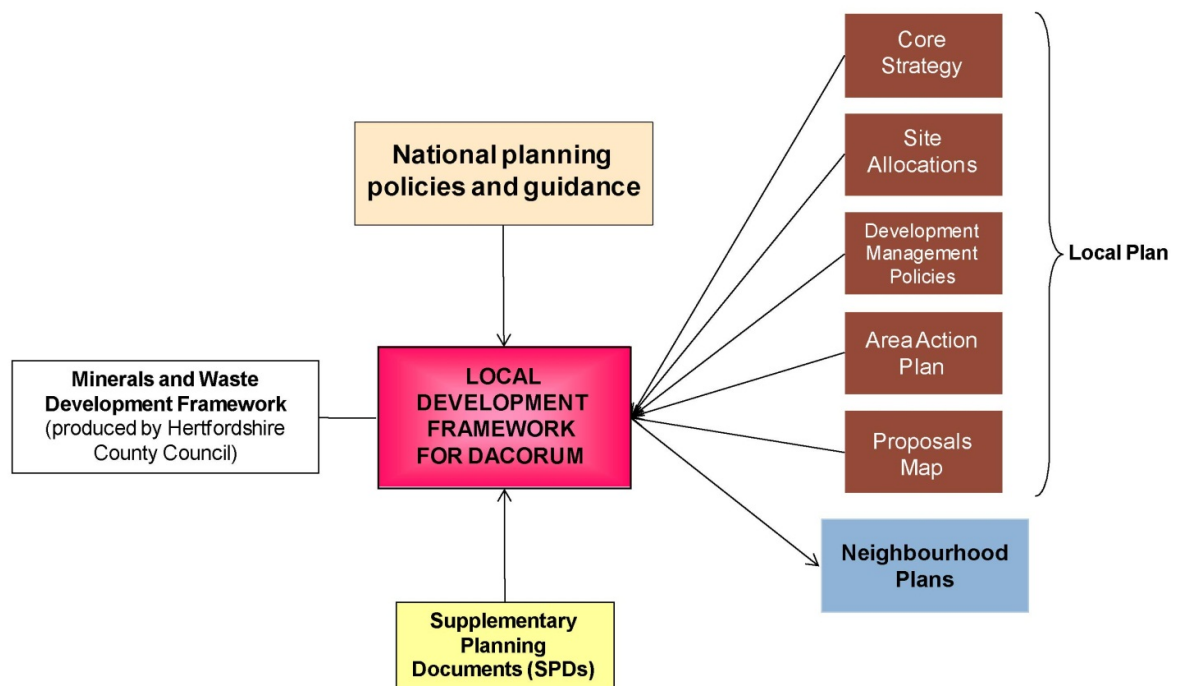 Core
Strategy
National planning
policies and guidance
Site
Allocations
Development
Management
Policies
Local Plan
Minerals and Waste
Development Framework
(produced by Hertfordshire
County Council)
LOCAL
DEVELOPMENT
FRAMEWORK
FOR DACORUM
Area Action
Plan
Proposals
Map
Neighbourhood
Plans
Supplementary
Planning
Documents (SPDs)